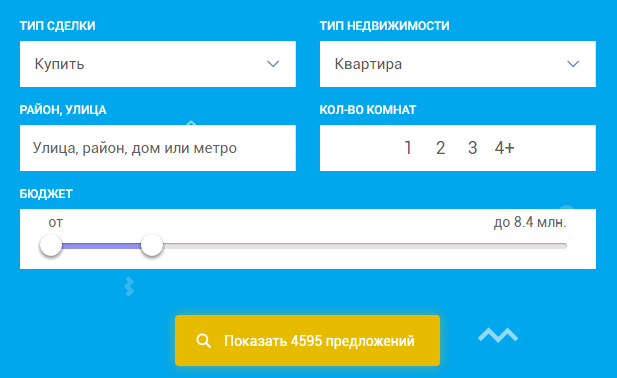 ТИП СДЕЛКИ
ТИП НЕДВИЖИМОСТИ
Купить
Квартира
РАЙОН, УЛИЦА
КОЛ-ВО КОМНАТ
Улица, район, дом или метро
1 2 3 4+
БЮДЖЕТ
от
до 8.4 млн.
Показать 4595 предложений